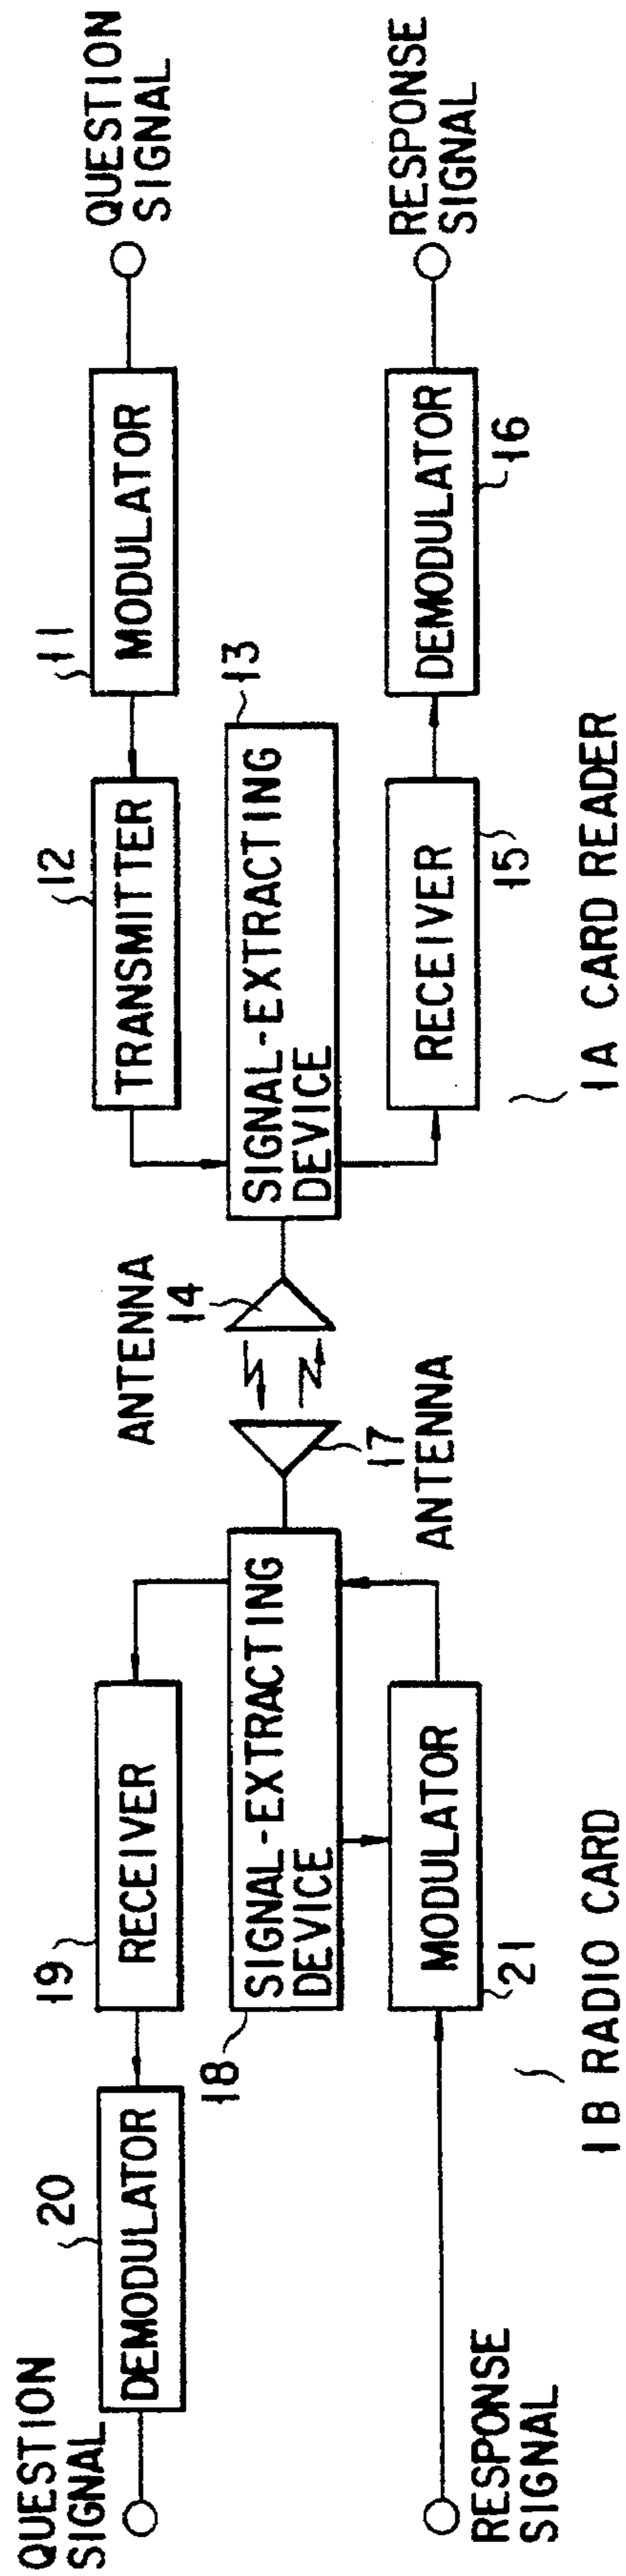 QUESTION
SIGNAL
20
DEMODULATOR
19
RECEIVER
18
SIGNAL-EXTRACTING
DEVICE
RESPONSE
SIGNAL
21
MODULATOR
1B RADIO CARD
17
ANTENNA
ANTENNA
14
12
TRANSMITTER
11
MODULATOR
QUESTION
SIGNAL
13
SIGNAL-EXTRACTING
DEVICE
RECEIVER
15
DEMODULATOR
16
RESPONSE
SIGNAL
1A CARD READER